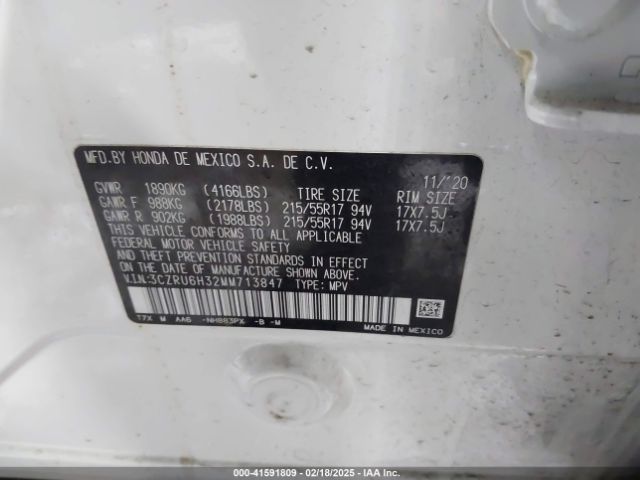 MFD.BY HONDA DE MEXICO S.A. DE C.V.
11/'20
GVWR 1890KG (4166LBS) TIRE SIZE RIM SIZE
GAWR F 988KG (2178LBS) 215/55R17 94V 17X7.5J
GAWR R 902KG (1988LBS) 215/55R17 94V 17X7.5J
THIS VEHICLE CONFORMS TO ALL APPLICABLE
FEDERAL MOTOR VEHICLE SAFETY
AND THEFT PREVENTION STANDARDS IN EFFECT
ON THE DATE OF MANUFACTURE SHOWN ABOVE.
VIN:3CZRU6H32MM713847 TYPE: MPV
T7X M AA6 -NH883PX -B -M
MADE IN MEXICO
000-41591809 - 02/18/2025 - IAA Inc.